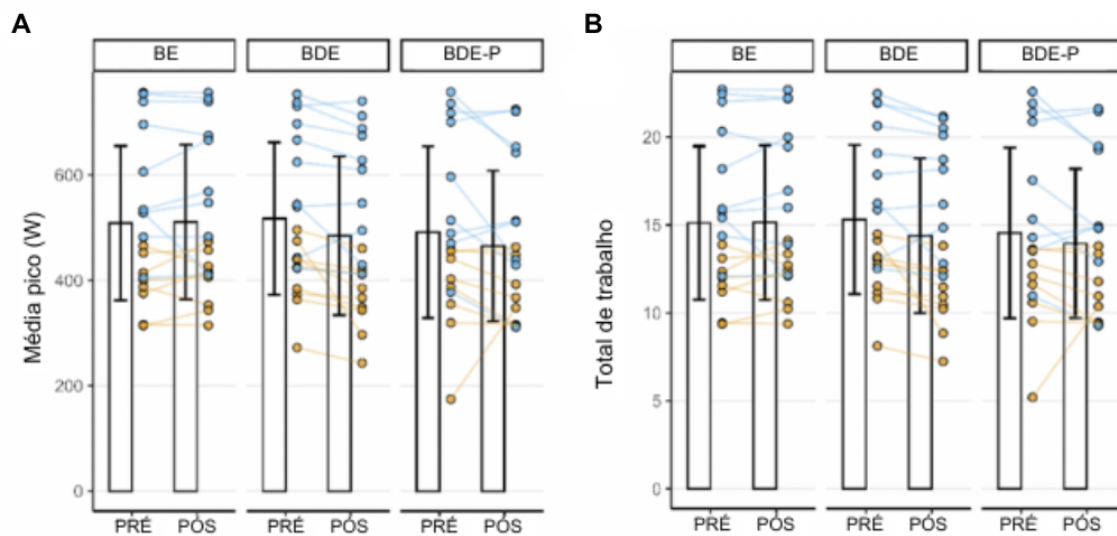 A
BE BDE BDE-P
Média pico (W)
600
400
200
0
PRÉ PÓS PRÉ PÓS PRÉ PÓS
B
BE BDE BDE-P
Total de trabalho
20
15
10
5
0
PRÉ PÓS PRÉ PÓS PRÉ PÓS